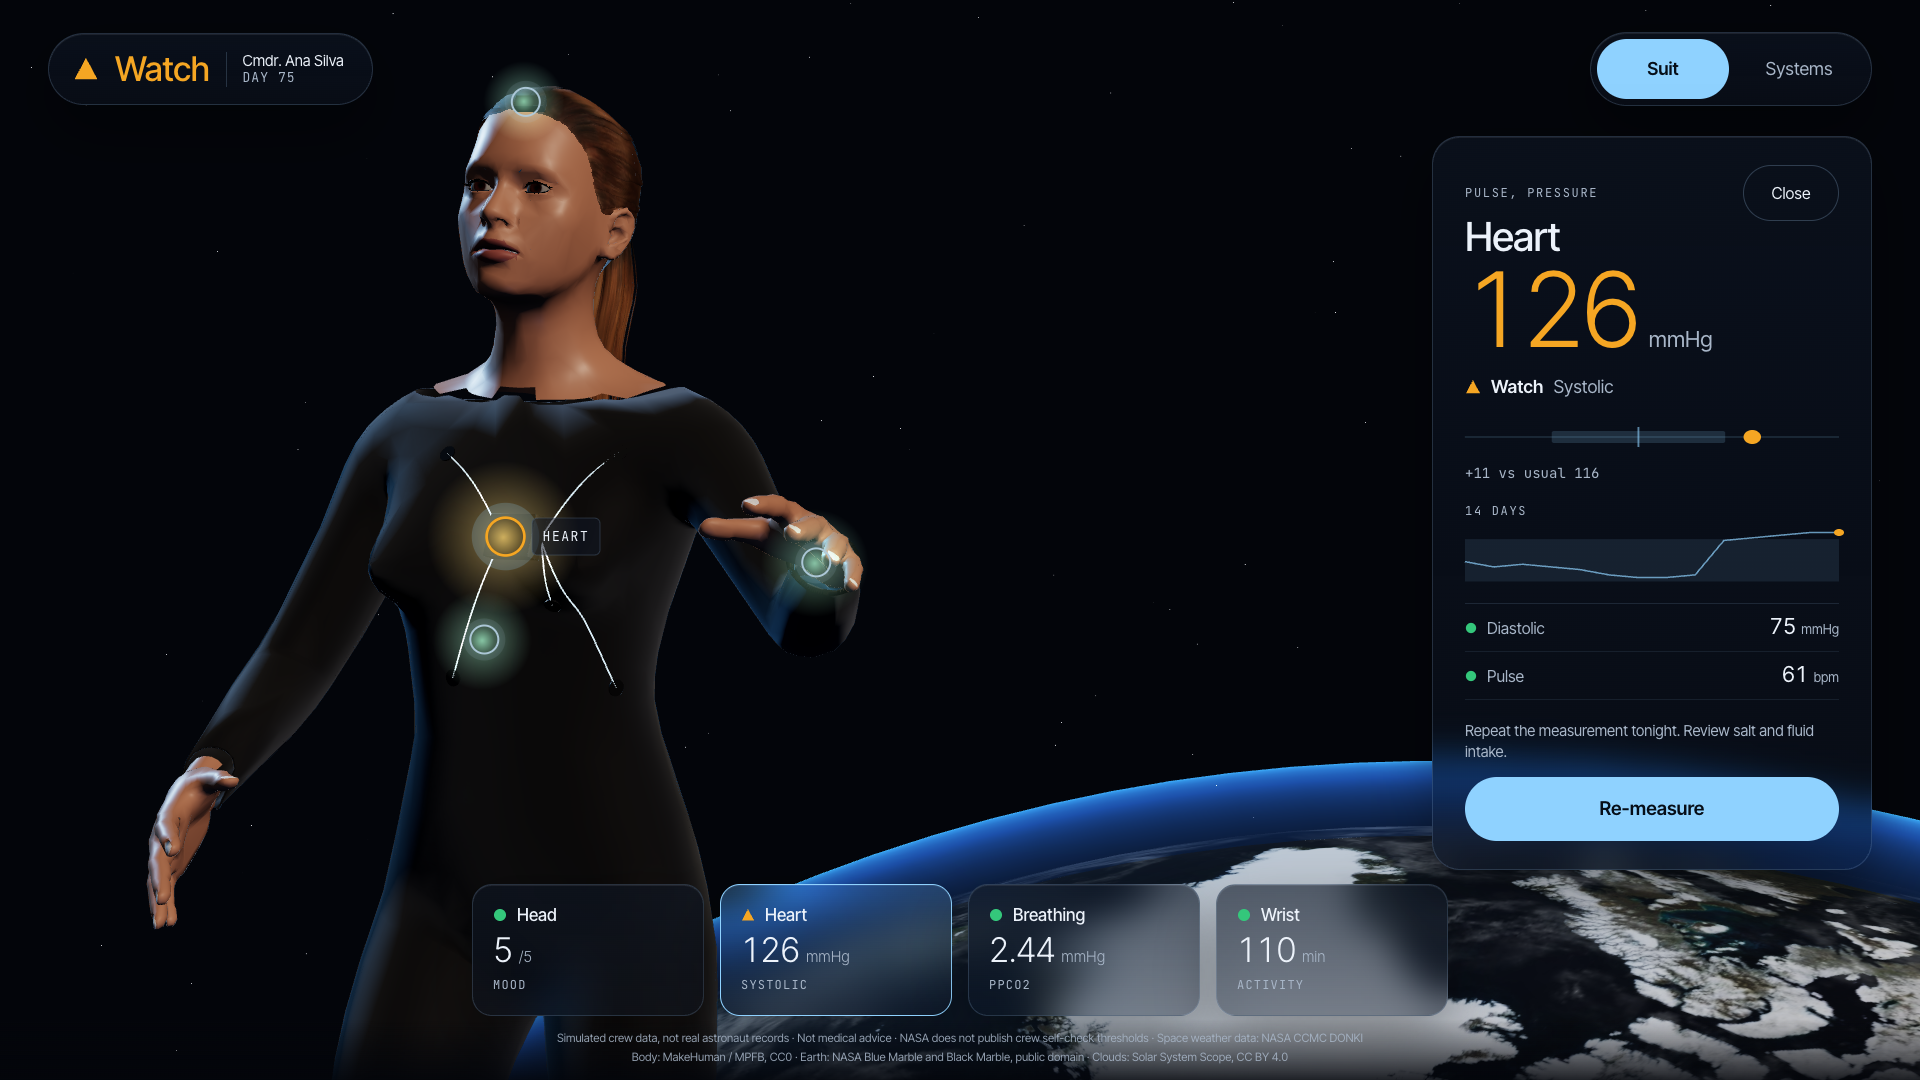 Watch
Cmdr. Ana Silva
DAY 75
Suit
Systems
PULSE, PRESSURE
Close
Heart
126 mmHg
Watch Systolic
+11 vs usual 116
14 DAYS
Diastolic 75 mmHg
Pulse 61 bpm
Repeat the measurement tonight. Review salt and fluid
intake.
Re-measure
HEART
Head
5 /5
MOOD
Heart
126 mmHg
SYSTOLIC
Breathing
2.44 mmHg
PPCO2
Wrist
110 min
ACTIVITY
Simulated crew data, not real astronaut records · Not medical advice · NASA does not publish crew self-check thresholds · Space weather data: NASA CCMC DONKI
Body: MakeHuman / MPFB, CC0 · Earth: NASA Blue Marble and Black Marble, public domain · Clouds: Solar System Scope, CC BY 4.0